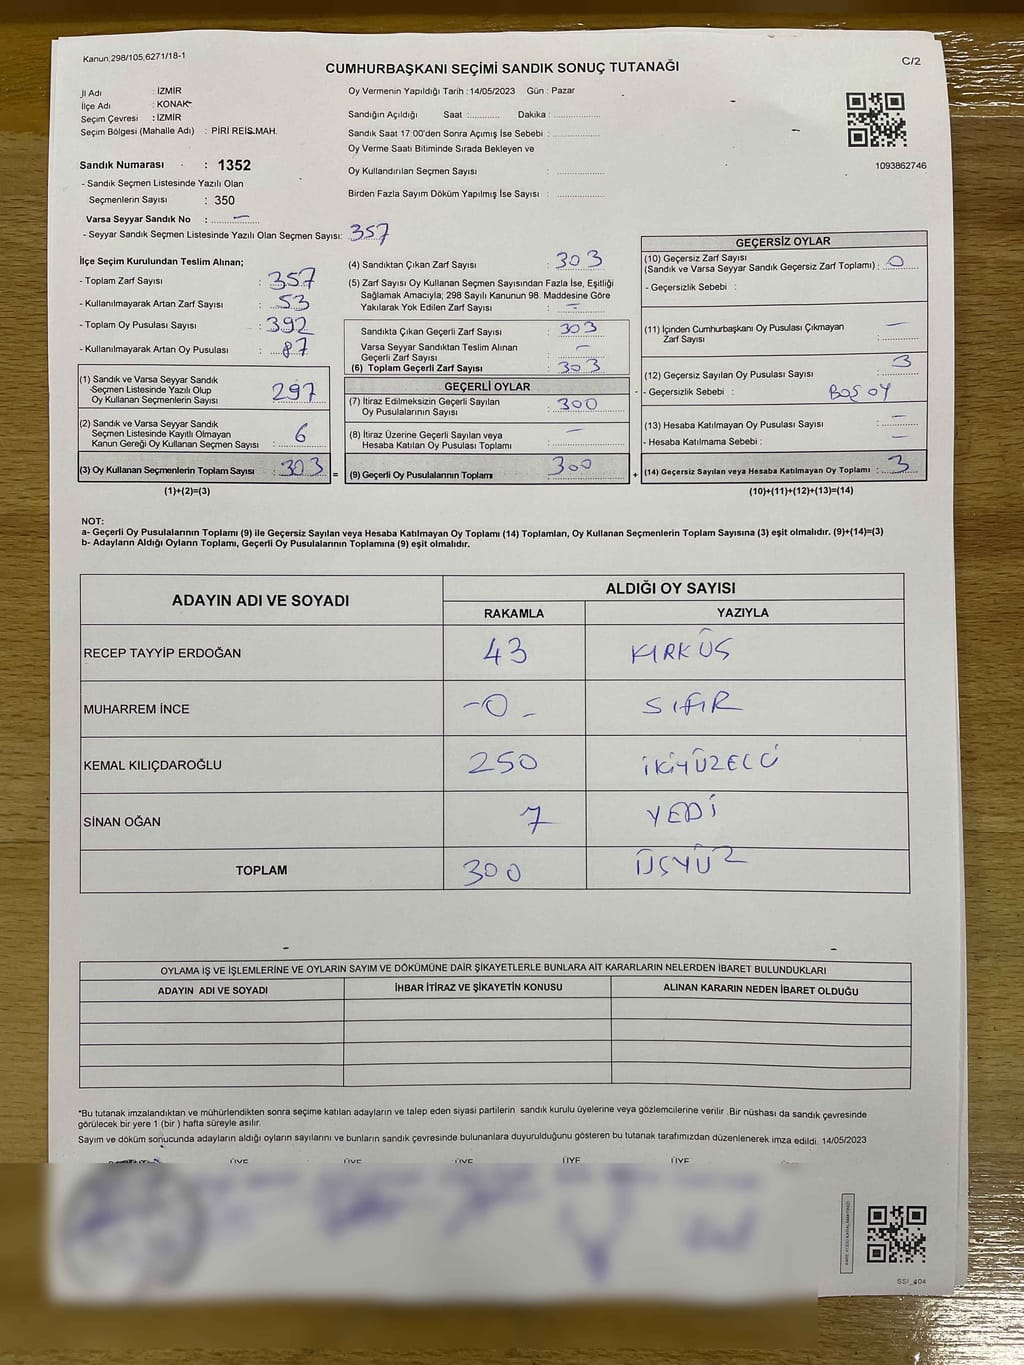 Kanun:298/105,6271/18-1
CUMHURBAŞKANI SEÇİMİ SANDIK SONUÇ TUTANAĞI
C/2
İl Adı : İZMİR
İlçe Adı : KONAK
Seçim Çevresi : İZMİR
Seçim Bölgesi (Mahalle Adı) : PİRİ REİS MAH.
Oy Vermenin Yapıldığı Tarih : 14/05/2023 Gün : Pazar
Sandığın Açıldığı Saat :........... Dakika :..............
Sandık Saat 17:00'den Sonra Açımış İse Sebebi : ..............
Oy Verme Saati Bitiminde Sırada Bekleyen ve
Oy Kullandırılan Seçmen Sayısı : ..............
Birden Fazla Sayım Döküm Yapılmış İse Sayısı : ..............
1093862746
Sandık Numarası : 1352
- Sandık Seçmen Listesinde Yazılı Olan
Seçmenlerin Sayısı : 350
Varsa Seyyar Sandık No : -
- Seyyar Sandık Seçmen Listesinde Yazılı Olan Seçmen Sayısı: 357
İlçe Seçim Kurulundan Teslim Alınan;
- Toplam Zarf Sayısı : 357
- Kullanılmayarak Artan Zarf Sayısı : 53
- Toplam Oy Pusulası Sayısı : 392
- Kullanılmayarak Artan Oy Pusulası : 87
(1) Sandık ve Varsa Seyyar Sandık
Seçmen Listesinde Yazılı Olup
Oy Kullanan Seçmenlerin Sayısı : 297
(2) Sandık ve Varsa Seyyar Sandık
Seçmen Listesinde Kayıtlı Olmayan
Kanun Gereği Oy Kullanan Seçmen Sayısı : 6
(3) Oy Kullanan Seçmenlerin Toplam Sayısı : 303 =
(1)+(2)=(3)
(4) Sandıktan Çıkan Zarf Sayısı : 303
(5) Zarf Sayısı Oy Kullanan Seçmen Sayısından Fazla İse, Eşitliği
Sağlamak Amacıyla; 298 Sayılı Kanunun 98. Maddesine Göre
Yakılarak Yok Edilen Zarf Sayısı : -
Sandıkta Çıkan Geçerli Zarf Sayısı : 303
Varsa Seyyar Sandıktan Teslim Alınan
Geçerli Zarf Sayısı : -
(6) Toplam Geçerli Zarf Sayısı : 303
GEÇERLİ OYLAR
(7) İtiraz Edilmeksizin Geçerli Sayılan
Oy Pusulalarının Sayısı : 300
(8) İtiraz Üzerine Geçerli Sayılan veya
Hesaba Katılan Oy Pusulası Toplamı : -
(9) Geçerli Oy Pusulalarının Toplamı : 300 +
GEÇERSİZ OYLAR
(10) Geçersiz Zarf Sayısı
(Sandık ve Varsa Seyyar Sandık Geçersiz Zarf Toplamı) : 0
- Geçersizlik Sebebi :
(11) İçinden Cumhurbaşkanı Oy Pusulası Çıkmayan
Zarf Sayısı : -
(12) Geçersiz Sayılan Oy Pusulası Sayısı : 3
- Geçersizlik Sebebi : BOŞ OY
(13) Hesaba Katılmayan Oy Pusulası Sayısı : -
- Hesaba Katılmama Sebebi : -
(14) Geçersiz Sayılan veya Hesaba Katılmayan Oy Toplamı : 3
(10)+(11)+(12)+(13)=(14)
NOT:
a- Geçerli Oy Pusulalarının Toplamı (9) ile Geçersiz Sayılan veya Hesaba Katılmayan Oy Toplamı (14) Toplamları, Oy Kullanan Seçmenlerin Toplam Sayısına (3) eşit olmalıdır. (9)+(14)=(3)
b- Adayların Aldığı Oyların Toplamı, Geçerli Oy Pusulalarının Toplamına (9) eşit olmalıdır.
ADAYIN ADI VE SOYADI
ALDIĞI OY SAYISI
RAKAMLA YAZIYLA
RECEP TAYYİP ERDOĞAN 43 KIRKÜS
MUHARREM İNCE -0- SIFIR
KEMAL KILIÇDAROĞLU 250 İKİYÜZELLİ
SİNAN OĞAN 7 YEDİ
TOPLAM 300 ÜSYÜZ
OYLAMA İŞ VE İŞLEMLERİNE VE OYLARIN SAYIM VE DÖKÜMÜNE DAİR ŞİKAYETLERLE BUNLARA AİT KARARLARIN NELERDEN İBARET BULUNDUKLARI
ADAYIN ADI VE SOYADI İHBAR İTİRAZ VE ŞİKAYETİN KONUSU ALINAN KARARIN NEDEN İBARET OLDUĞU
*Bu tutanak imzalandıktan ve mühürlendikten sonra seçime katılan adayların ve talep eden siyasi partilerin sandık kurulu üyelerine veya gözlemcilerine verilir .Bir nüshası da sandık çevresinde
görülecek bir yere 1 (bir ) hafta süreyle asılır.
Sayım ve döküm sonucunda adayların aldığı oyların sayılarını ve bunların sandık çevresinde bulunanlara duyurulduğunu gösteren bu tutanak tarafımızdan düzenlenerek imza edildi. 14/05/2023
ÜYE ÜYE ÜYE ÜYE ÜYE
SSI_404